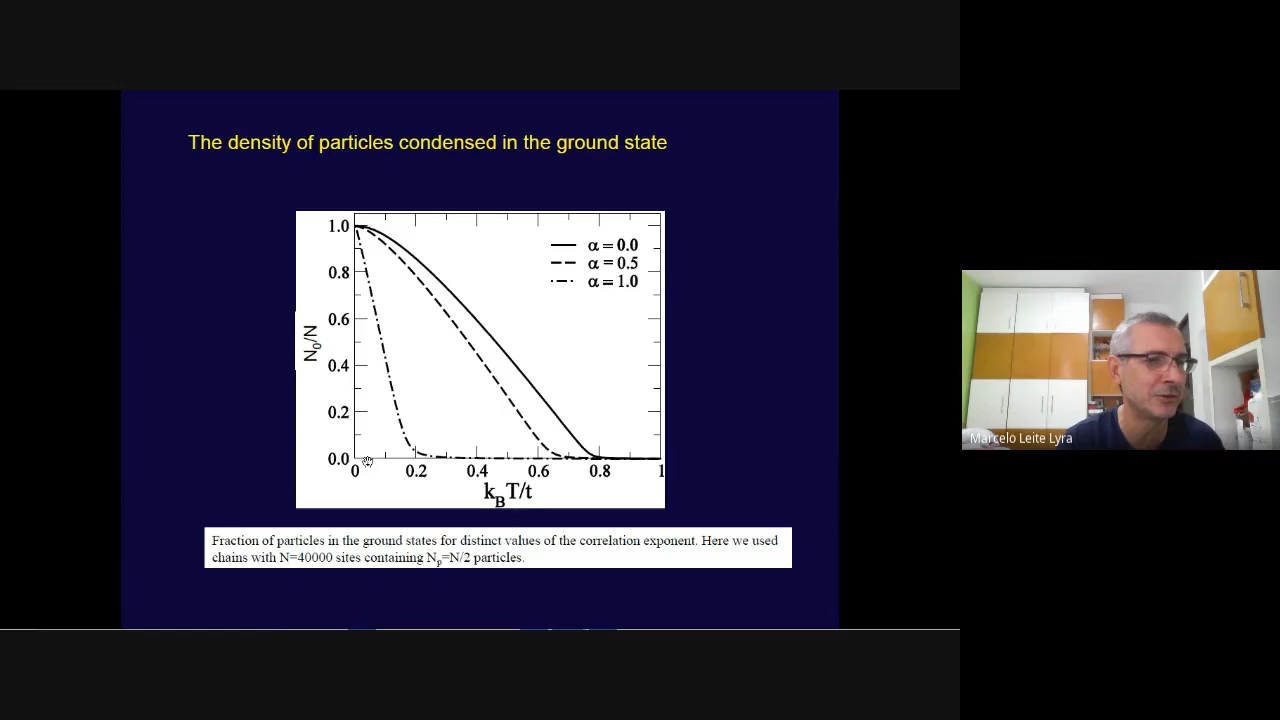 The density of particles condensed in the ground state
1.0
0.8
0.6
0.4
0.2
0.0
N0/N
α = 0.0
α = 0.5
α = 1.0
0 0.2 0.4 0.6 0.8 1
kBT/t
Fraction of particles in the ground states for distinct values of the correlation exponent. Here we used
chains with N=40000 sites containing Np=N/2 particles.
Marcelo Leite Lyra